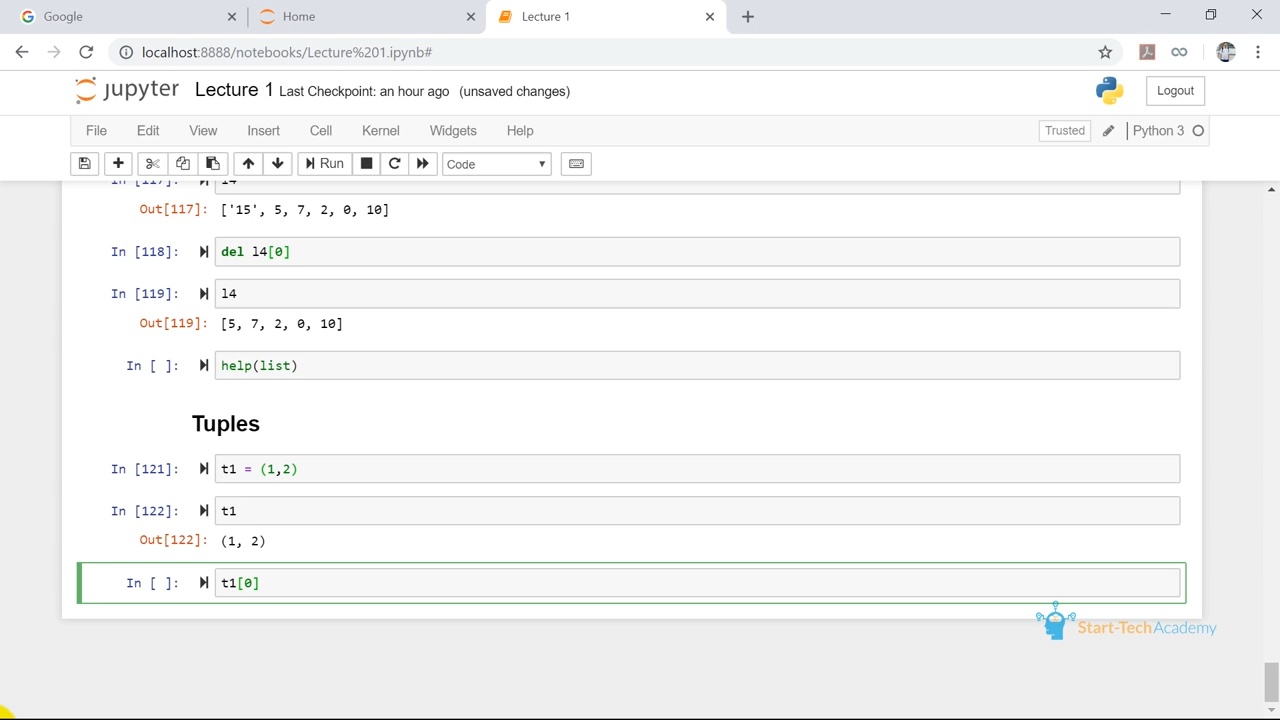 Google
Home
Lecture 1
localhost:8888/notebooks/Lecture%201.ipynb#
jupyter Lecture 1 Last Checkpoint: an hour ago (unsaved changes)
Logout
File Edit View Insert Cell Kernel Widgets Help
Trusted
Python 3
Run
Code
In [117]: l4
Out[117]: ['15', 5, 7, 2, 0, 10]
In [118]: del l4[0]
In [119]: l4
Out[119]: [5, 7, 2, 0, 10]
In [ ]: help(list)
Tuples
In [121]: t1 = (1,2)
In [122]: t1
Out[122]: (1, 2)
In [ ]: t1[0]
Start-TechAcademy